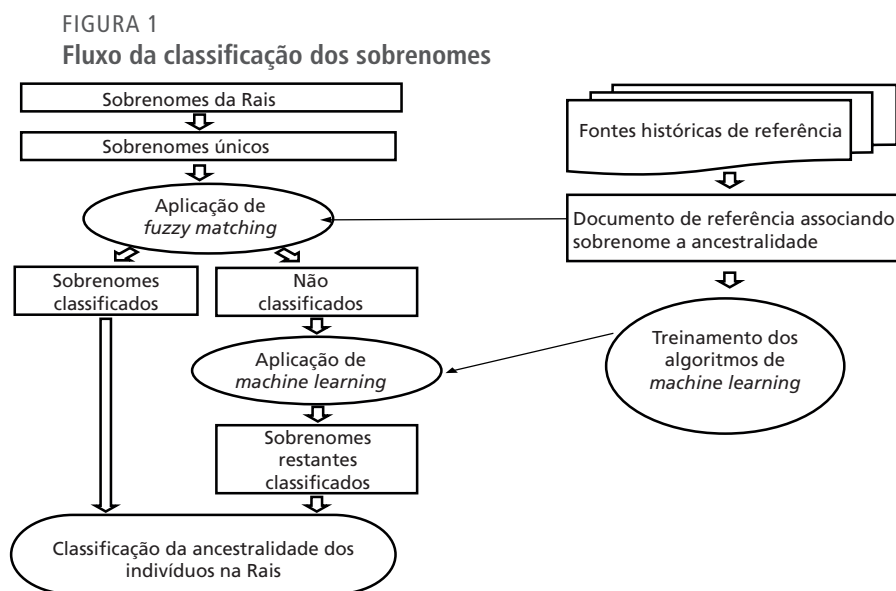 FIGURA 1
Fluxo da classificação dos sobrenomes
Sobrenomes da Rais
Sobrenomes únicos
Aplicação de
fuzzy matching
Sobrenomes
classificados
Não
classificados
Aplicação de
machine learning
Sobrenomes
restantes
classificados
Classificação da ancestralidade dos
indivíduos na Rais
Fontes históricas de referência
Documento de referência associando
sobrenome a ancestralidade
Treinamento dos
algoritmos de
machine learning